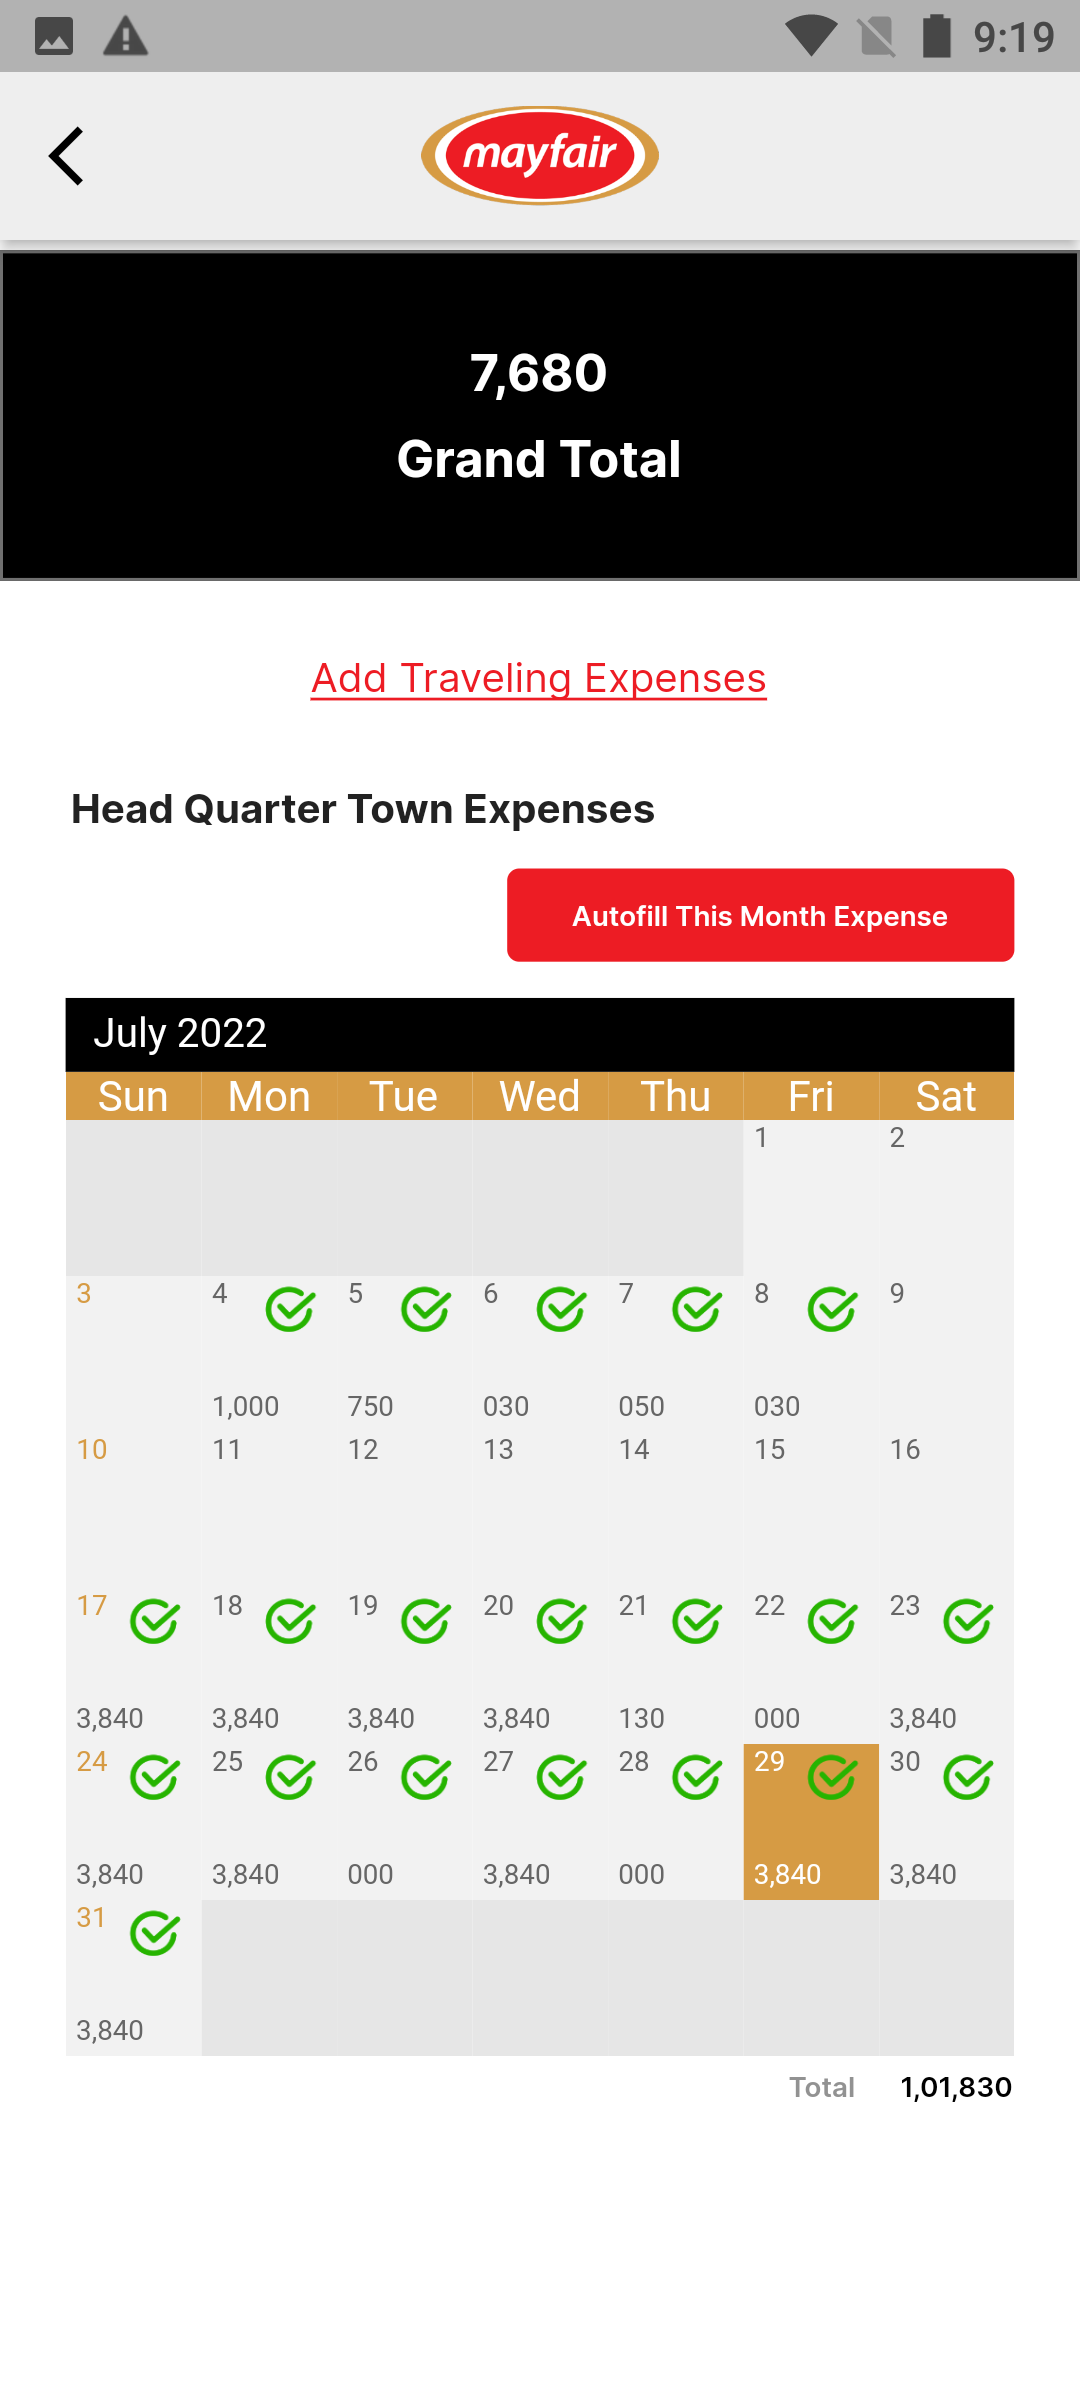 9:19
mayfair
7,680
Grand Total
Add Traveling Expenses
Head Quarter Town Expenses
Autofill This Month Expense
July 2022
Sun Mon Tue Wed Thu Fri Sat
1 2
3 4 5 6 7 8 9
1,000 750 030 050 030
10 11 12 13 14 15 16
17 18 19 20 21 22 23
3,840 3,840 3,840 3,840 130 000 3,840
24 25 26 27 28 29 30
3,840 3,840 000 3,840 000 3,840 3,840
31
3,840
Total 1,01,830